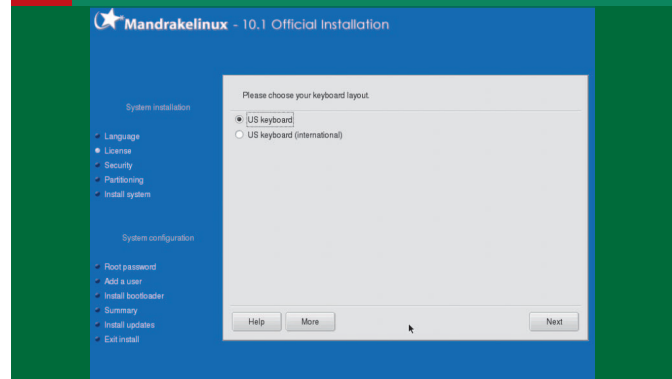 Mandrakelinux - 10.1 Official Installation
System installation
Language
License
Security
Partitioning
Install system
System configuration
Root password
Add a user
Install bootloader
Summary
Install updates
Exit install
Please choose your keyboard layout.
US keyboard
US keyboard (international)
Help
More
Next